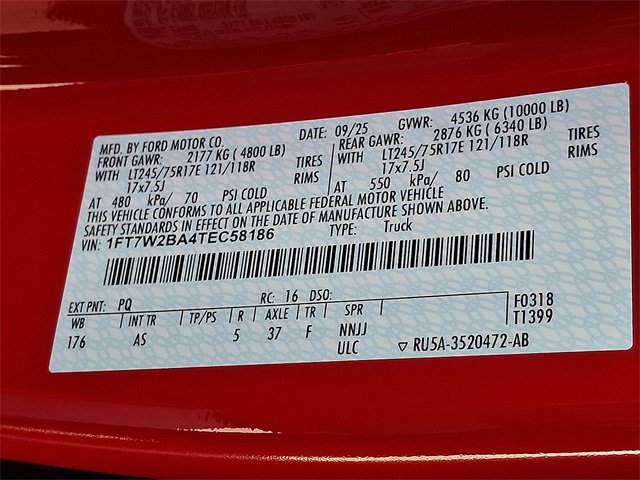 MFD. BY FORD MOTOR CO. DATE: 09/25 GVWR: 4536 KG (10000 LB)
FRONT GAWR: 2177 KG (4800 LB) REAR GAWR: 2876 KG (6340 LB)
WITH LT245/75R17E 121/118R TIRES WITH LT245/75R17E 121/118R TIRES
17x7.5J RIMS 17x7.5J RIMS
AT 480 kPa/ 70 PSI COLD AT 550 kPa/ 80 PSI COLD
THIS VEHICLE CONFORMS TO ALL APPLICABLE FEDERAL MOTOR VEHICLE
SAFETY STANDARDS IN EFFECT ON THE DATE OF MANUFACTURE SHOWN ABOVE.
VIN: 1FT7W2BA4TEC58186 TYPE: Truck
EXT PNT: PQ RC: 16 DSO: F0318
WB INT TR TP/PS R AXLE TR SPR T1399
176 AS 5 37 F NNJJ
ULC ▽ RU5A-3520472-AB